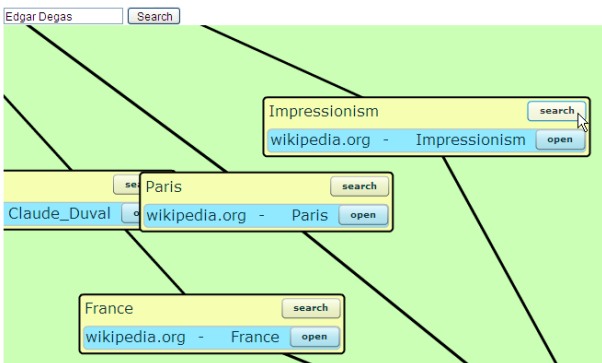 Edgar Degas Search
Impressionism search
wikipedia.org - Impressionism open
Paris search
Claude_Duval
wikipedia.org - Paris open
France search
wikipedia.org - France open